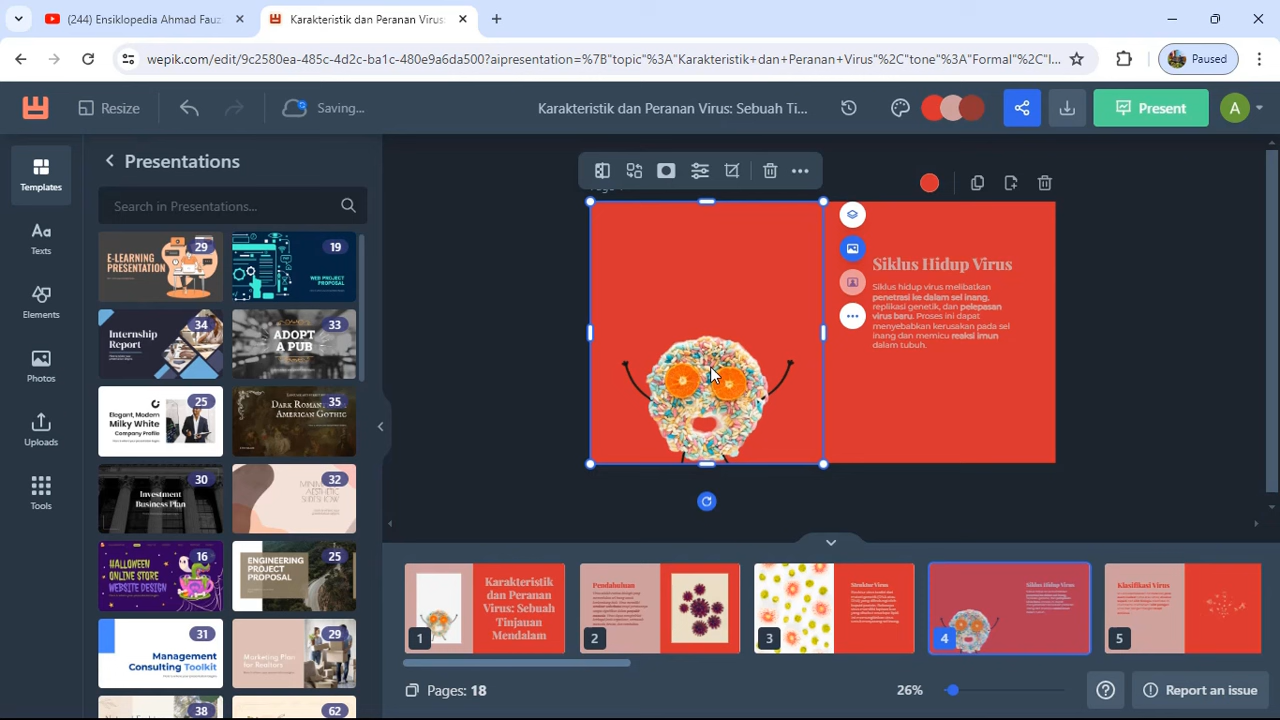 (244) Ensiklopedia Ahmad Fauz
Karakteristik dan Peranan Virus:
wepik.com/edit/9c2580ea-485c-4d2c-ba1c-480e9a6da500?aipresentation=%7B"topic"%3A"Karakteristik+dan+Peranan+Virus"%2C"tone"%3A"Formal"%2C"l...
Paused
Resize
Saving...
Karakteristik dan Peranan Virus: Sebuah Ti...
Present
A
Templates
Texts
Elements
Photos
Uploads
Tools
Presentations
Search in Presentations...
E-LEARNING
PRESENTATION
29
WEB PROJECT
PROPOSAL
19
Internship
Report
34
ADOPT
A PUB
33
Elegant, Modern
Milky White
Company Profile
25
AMERICAN GOTHIC
35
Investment
Business Plan
30
32
HALLOWEEN
ONLINE STORE
WEBSITE DESIGN
16
ENGINEERING
PROJECT
PROPOSAL
25
Management
Consulting Toolkit
31
Marketing Plan
for Realtors
29
38
62
Siklus Hidup Virus
Siklus hidup virus melibatkan
penetrasi ke dalam sel inang,
replikasi genetik, dan pelepasan
virus baru. Proses ini dapat
menyebabkan kerusakan pada sel
inang dan memicu reaksi imun
dalam tubuh.
Karakteristik
dan Peranan
Virus: Sebuah
Tinjauan
Mendalam
1
Pendahuluan
2
Struktur Virus
3
Siklus Hidup Virus
4
Klasifikasi Virus
5
Pages: 18
26%
Report an issue